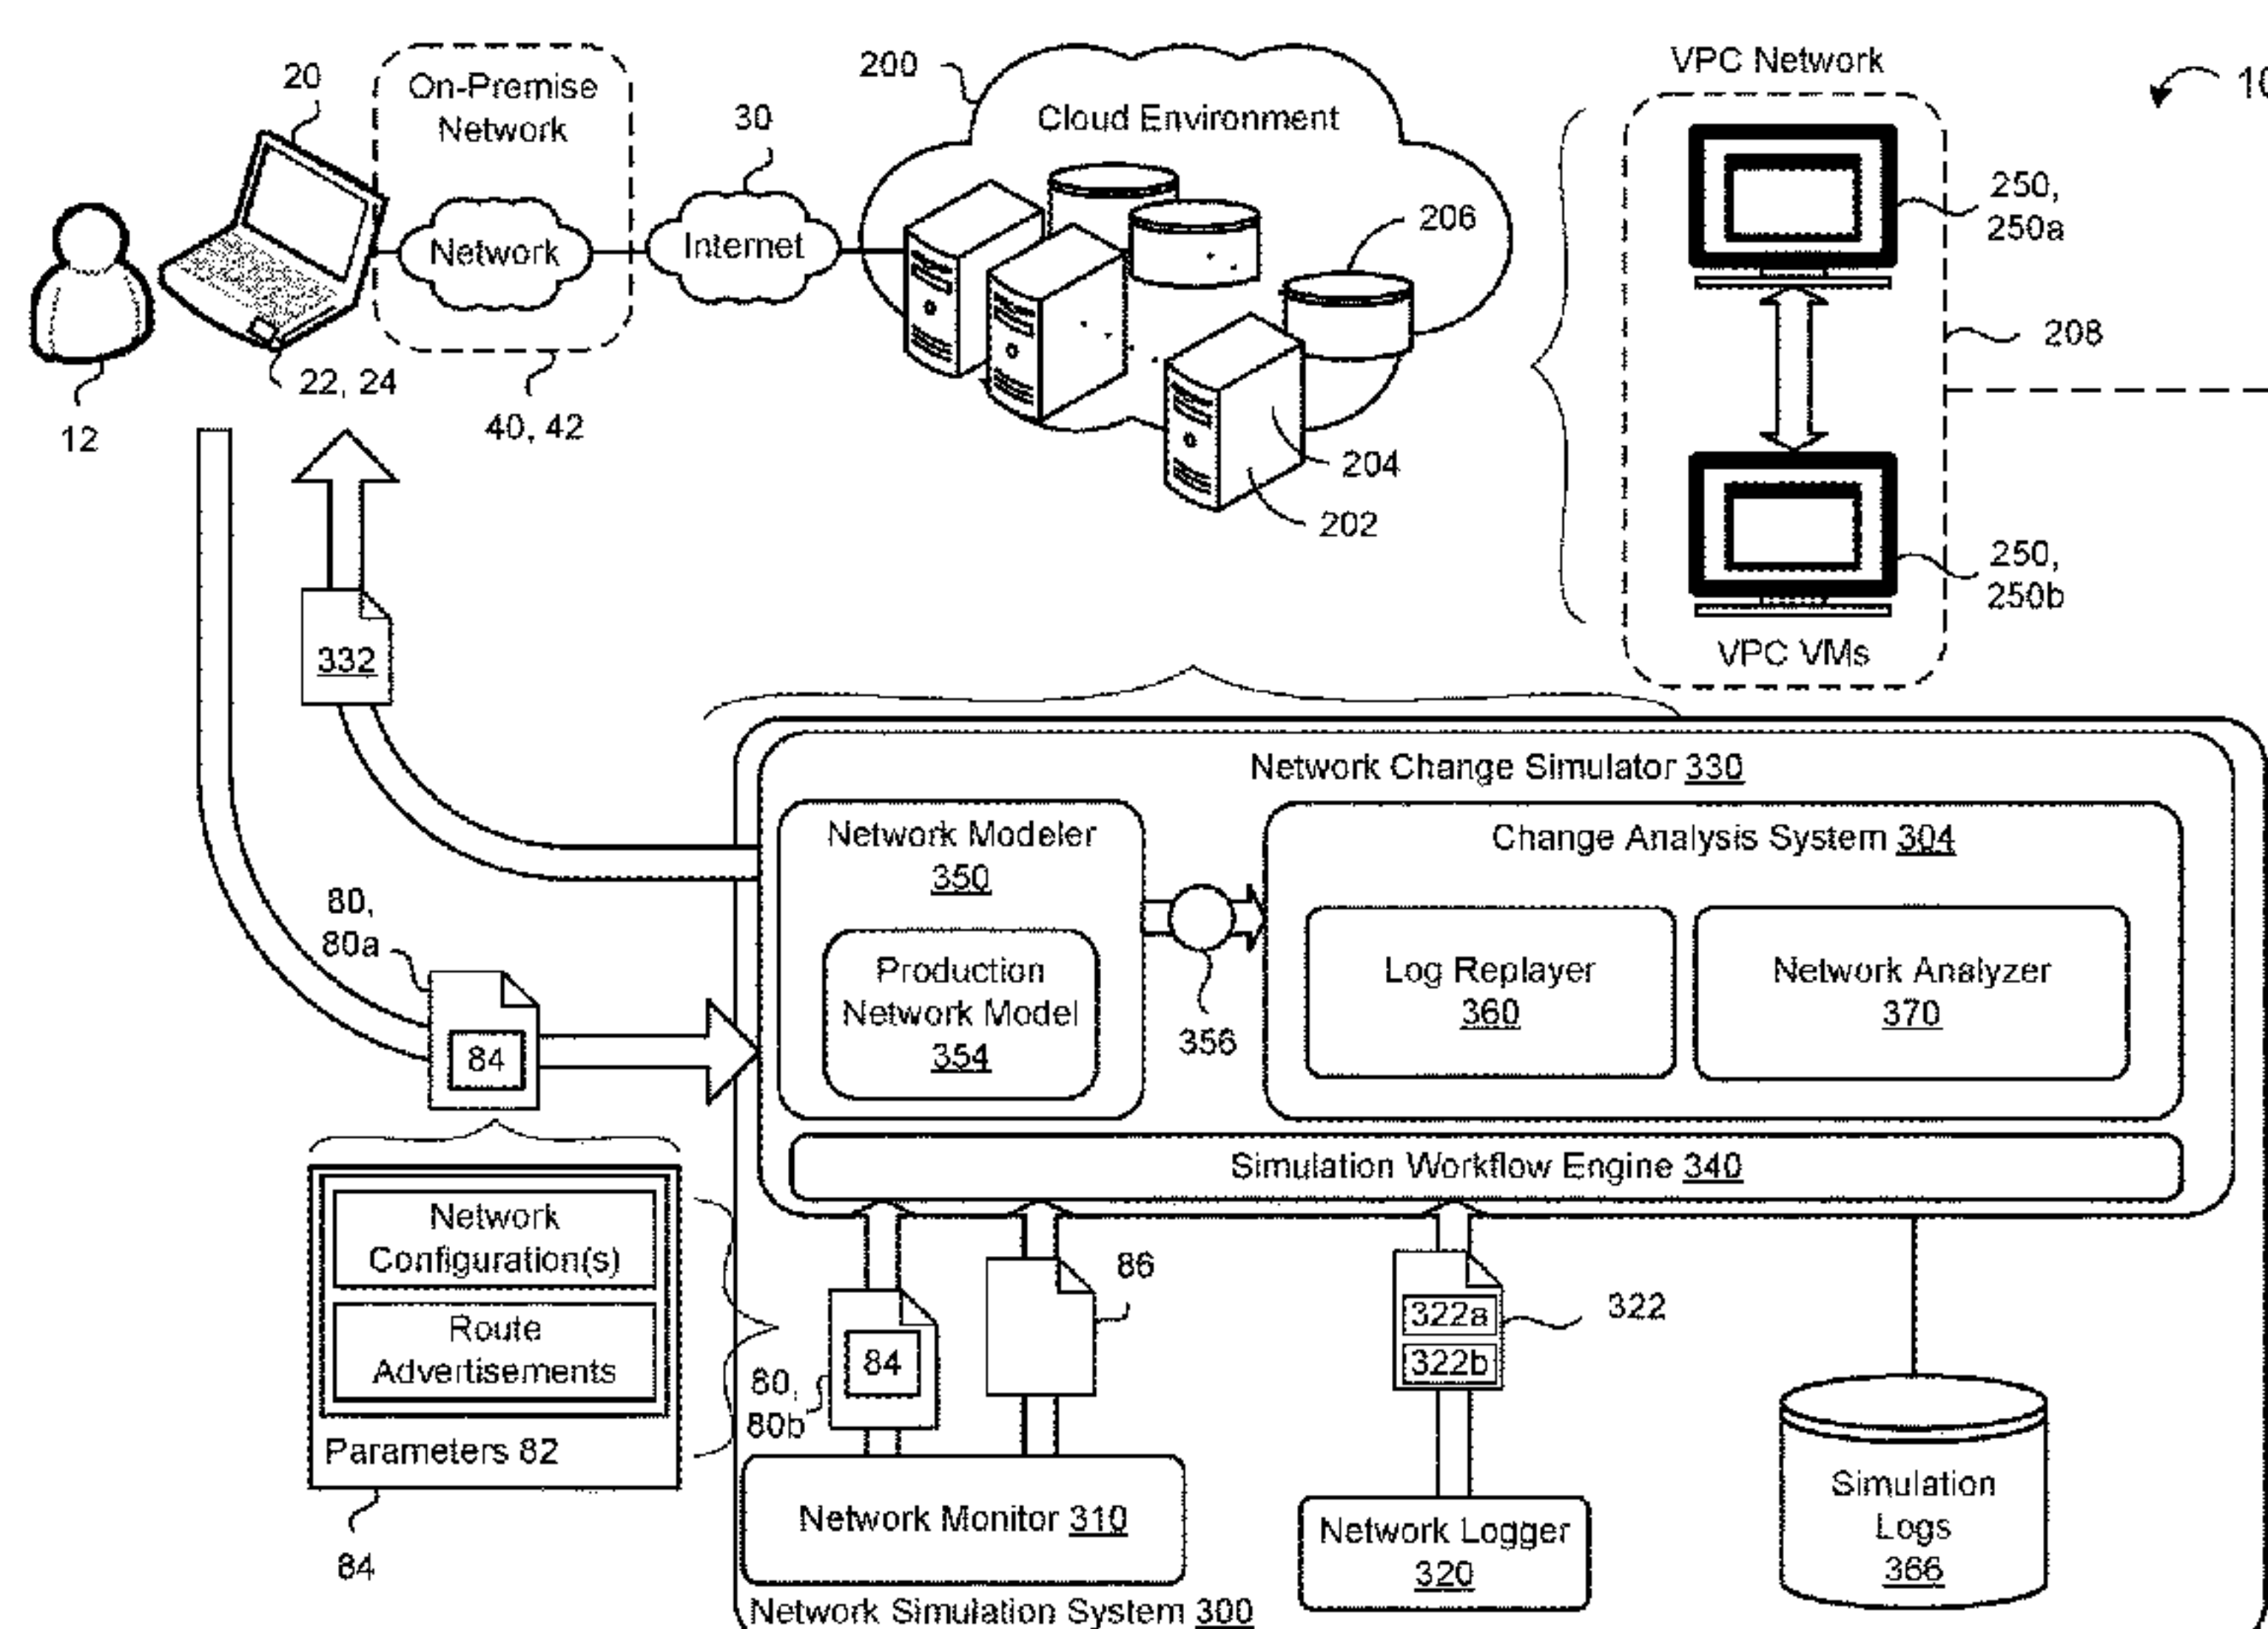 20
On-Premise
Network
30
200
Cloud Environment
VPC Network
10
Network
Internet
206
250,
250a
208
12
22, 24
40, 42
204
202
250,
250b
VPC VMs
332
Network Change Simulator 330
Network Modeler
350
Production
Network Model
354
356
Change Analysis System 304
Log Replayer
360
Network Analyzer
370
80,
80a
84
Simulation Workflow Engine 340
Network
Configuration(s)
Route
Advertisements
Parameters 82
84
80,
80b
84
86
322a
322b
322
Network Monitor 310
Network Logger
320
Simulation
Logs
366
Network Simulation System 300